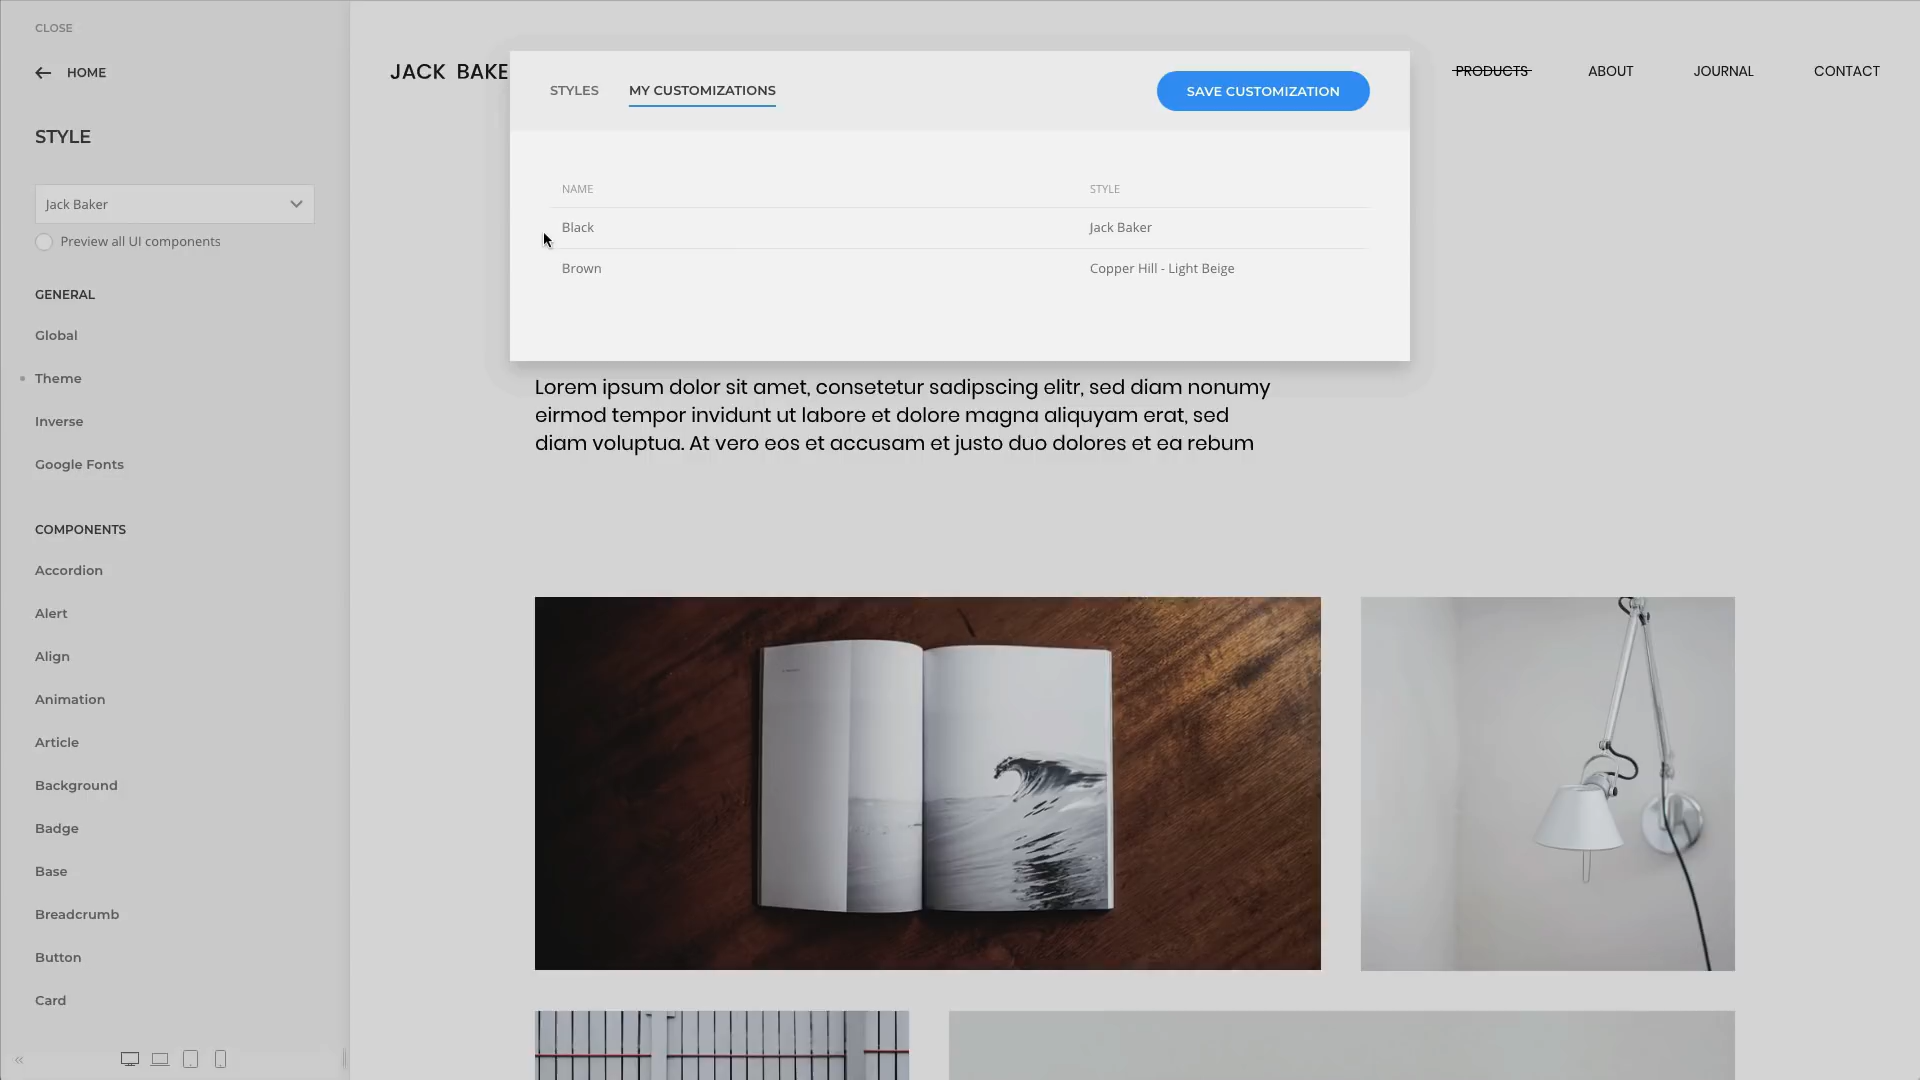 CLOSE
HOME
STYLE
Jack Baker
Preview all UI components
GENERAL
Global
Theme
Inverse
Google Fonts
COMPONENTS
Accordion
Alert
Align
Animation
Article
Background
Badge
Base
Breadcrumb
Button
Card
JACK BAKE
PRODUCTS
ABOUT
JOURNAL
CONTACT
STYLES
MY CUSTOMIZATIONS
SAVE CUSTOMIZATION
NAME STYLE
Black Jack Baker
Brown Copper Hill - Light Beige
Lorem ipsum dolor sit amet, consetetur sadipscing elitr, sed diam nonumy
eirmod tempor invidunt ut labore et dolore magna aliquyam erat, sed
diam voluptua. At vero eos et accusam et justo duo dolores et ea rebum